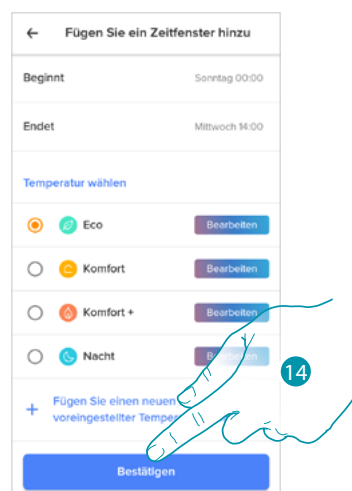 Fügen Sie ein Zeitfenster hinzu
Beginnt Sonntag 00:00
Endet Mittwoch 14:00
Temperatur wählen
Eco Bearbeiten
Komfort Bearbeiten
Komfort + Bearbeiten
Nacht
14
+ Fügen Sie einen neuen
voreingestellter
Bestätigen